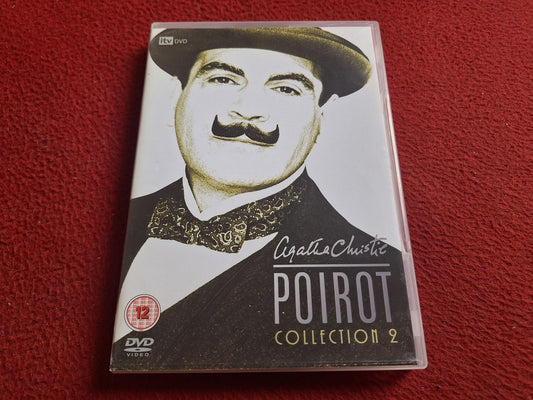 itv DVD
Agatha Christie
POIROT
COLLECTION 2
12
DVD
VIDEO